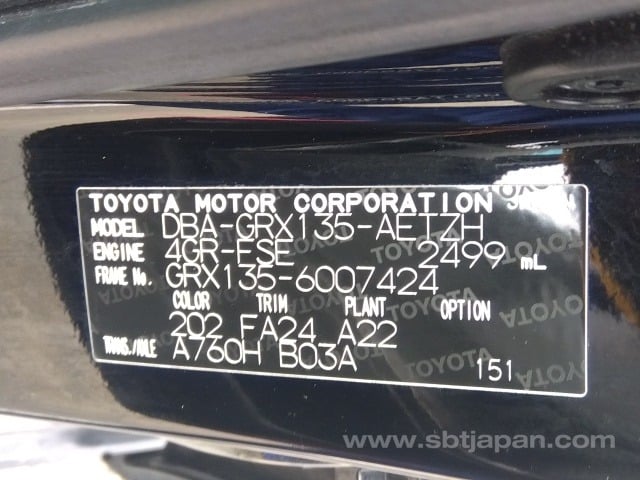 TOYOTA MOTOR CORPORATION JAPAN
MODEL DBA-GRX135-AETZH
ENGINE 4GR-FSE 2499 mL
FRAME No. GRX135-6007424
COLOR TRIM PLANT OPTION
202 FA24 A22
TRANS./AXLE A760H B03A 151
www.sbtjapan.com